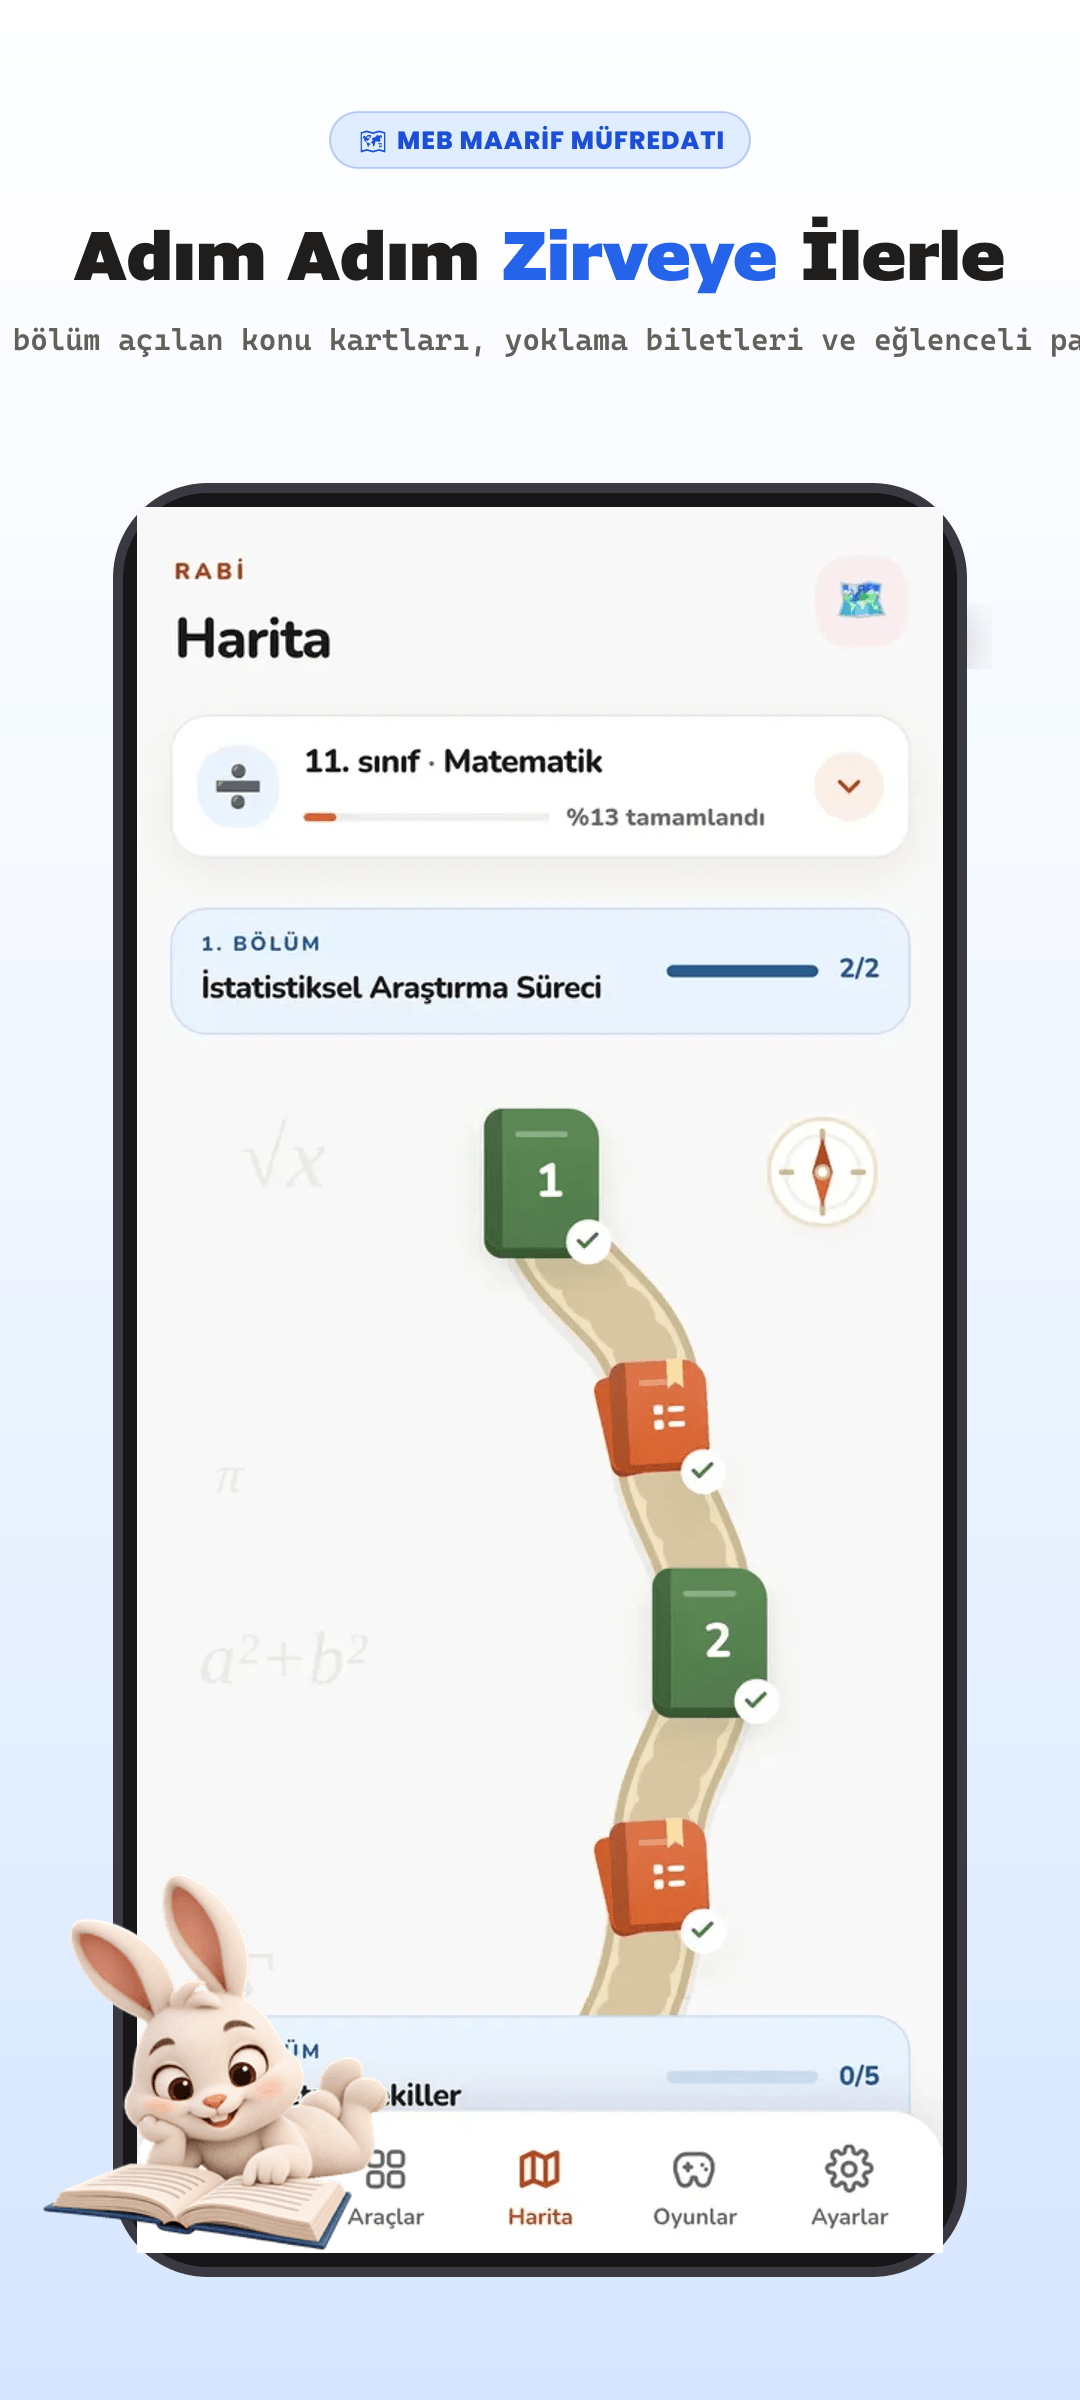 MEB MAARİF MÜFREDATI
Adım Adım Zirveye İlerle
bölüm açılan konu kartları, yoklama biletleri ve eğlenceli pa
RABİ
Harita
11. sınıf · Matematik
%13 tamamlandı
1. BÖLÜM
İstatistiksel Araştırma Süreci
2/2
√x
1
π
2
a²+b²
ÜM
ekiller
0/5
Araçlar
Harita
Oyunlar
Ayarlar